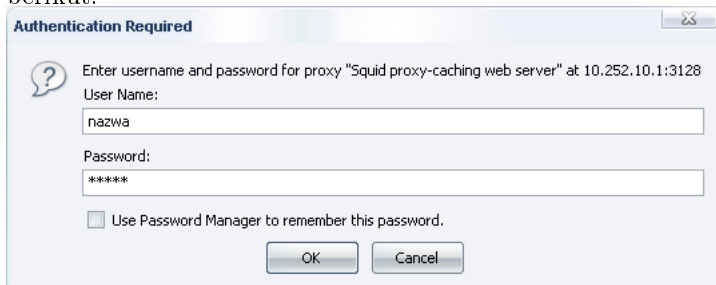 berikut:
Authentication Required
Enter username and password for proxy "Squid proxy-caching web server" at 10.252.10.1:3128
User Name:
nazwa
Password:
*****
Use Password Manager to remember this password.
OK
Cancel